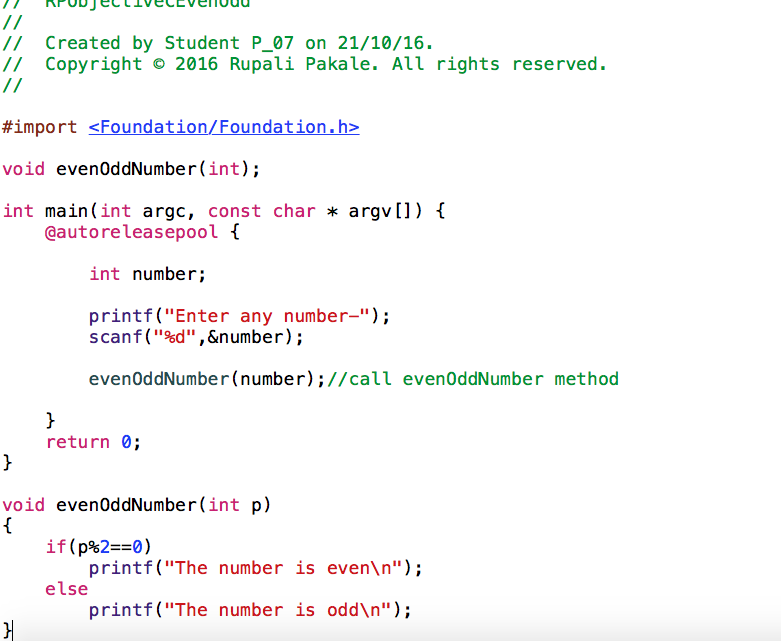 //  RPObjectiveCEvenOdd
//
//  Created by Student P_07 on 21/10/16.
//  Copyright © 2016 Rupali Pakale. All rights reserved.
//
#import <Foundation/Foundation.h>
void evenOddNumber(int);
int main(int argc, const char * argv[]) {
    @autoreleasepool {
        int number;
        printf("Enter any number-");
        scanf("%d",&number);
        evenOddNumber(number);//call evenOddNumber method
    }
    return 0;
}
void evenOddNumber(int p)
{
    if(p%2==0)
        printf("The number is even\n");
    else
        printf("The number is odd\n");
}